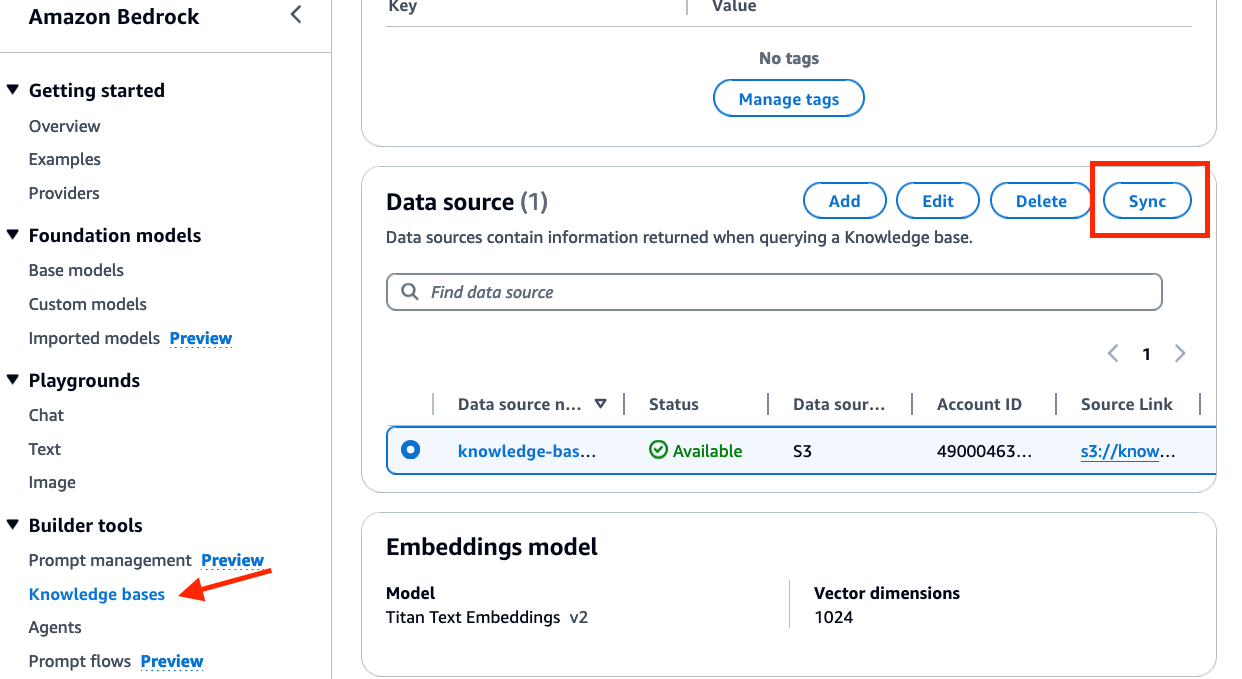 Amazon Bedrock
Getting started
Overview
Examples
Providers
Foundation models
Base models
Custom models
Imported models Preview
Playgrounds
Chat
Text
Image
Builder tools
Prompt management Preview
Knowledge bases
Agents
Prompt flows Preview
Key Value
No tags
Manage tags
Data source (1) Add Edit Delete Sync
Data sources contain information returned when querying a Knowledge base.
Find data source
1
Data source n... Status Data sour... Account ID Source Link
knowledge-bas... Available S3 49000463... s3://know...
Embeddings model
Model Vector dimensions
Titan Text Embeddings v2 1024